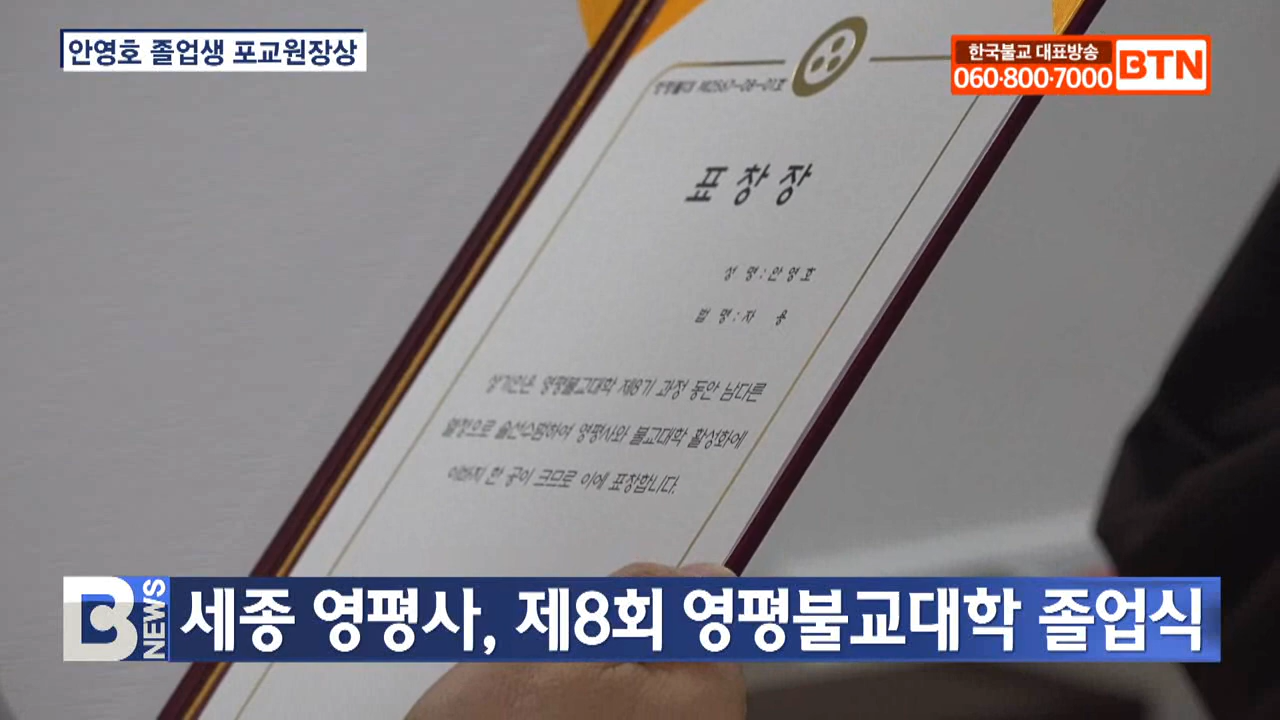 안영호 졸업생 포교원장상
한국불교 대표방송
060·800·7000
BTN
표창장
성 명 : 안영호
법 명 : 자 용
상기인은 영평불교대학 제8기 과정 동안 남다른
열정으로 솔선수범하여 영평사와 불교대학 활성화에
이바지 한 공이 크므로 이에 표창합니다.
B NEWS
세종 영평사, 제8회 영평불교대학 졸업식